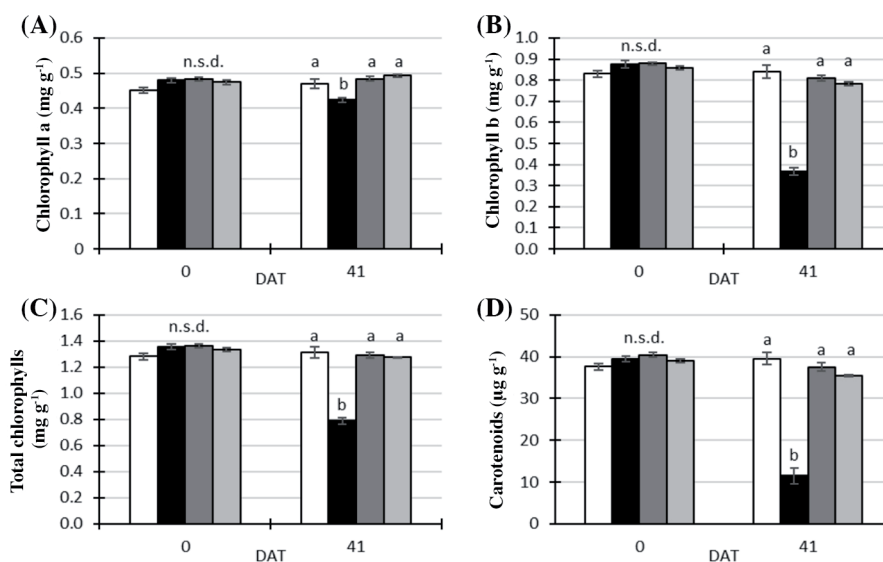 (A)
Chlorophyll a (mg g⁻¹)
0.6
0.5
0.4
0.3
0.2
0.1
0
n.s.d.
a
b
a
a
0
DAT
41
(B)
Chlorophyll b (mg g⁻¹)
1.0
0.9
0.8
0.7
0.6
0.5
0.4
0.3
0.2
0.1
0.0
n.s.d.
a
b
a
a
0
DAT
41
(C)
Total chlorophylls
(mg g⁻¹)
1.6
1.4
1.2
1.0
0.8
0.6
0.4
0.2
0.0
n.s.d.
a
b
a
a
0
DAT
41
(D)
Carotenoids (µg g⁻¹)
50
40
30
20
10
0
n.s.d.
a
b
a
a
0
DAT
41